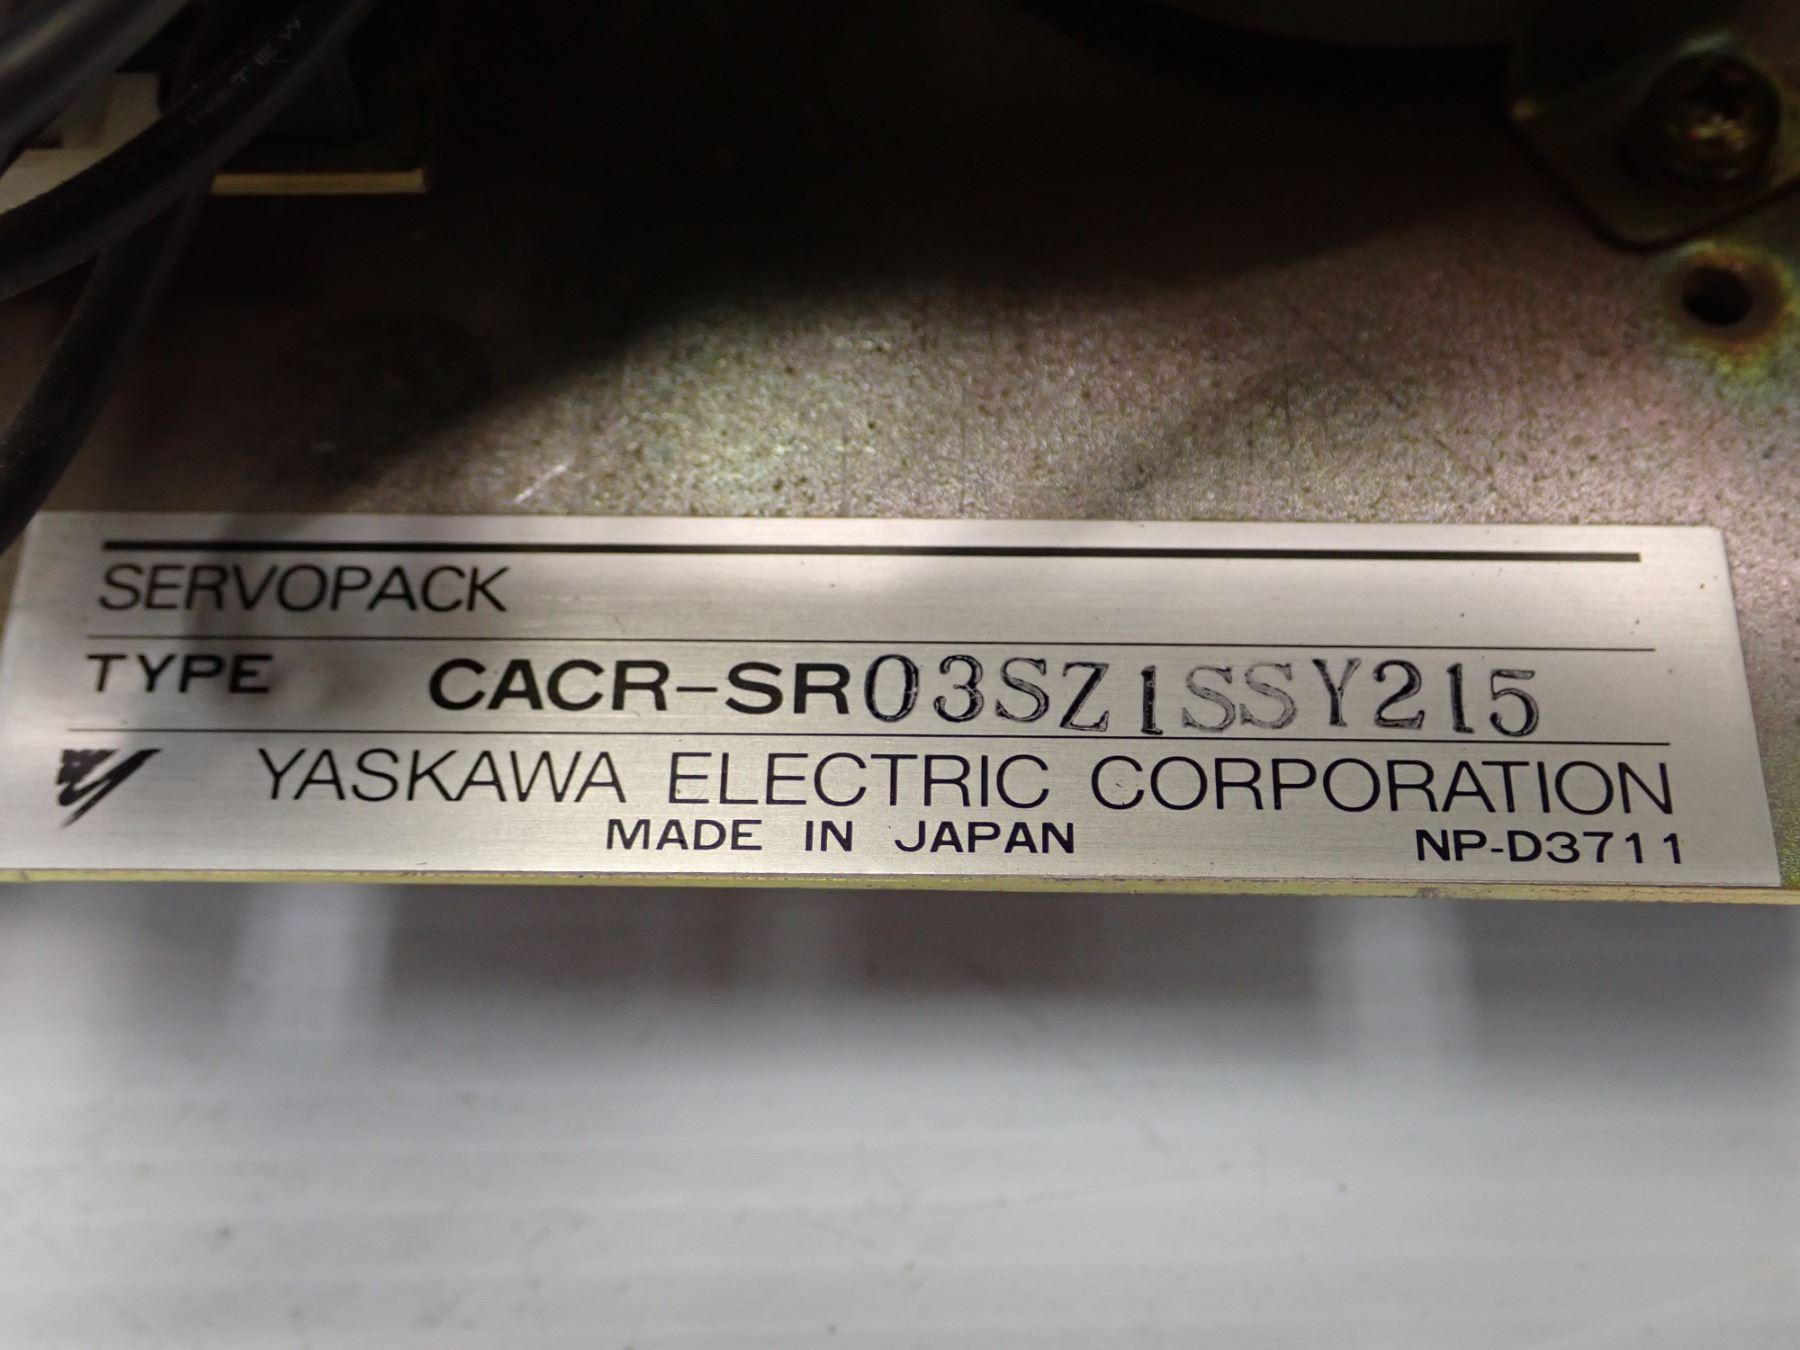 SERVOPACK
TYPE CACR-SR03SZ1SSY215
YASKAWA ELECTRIC CORPORATION
MADE IN JAPAN NP-D3711